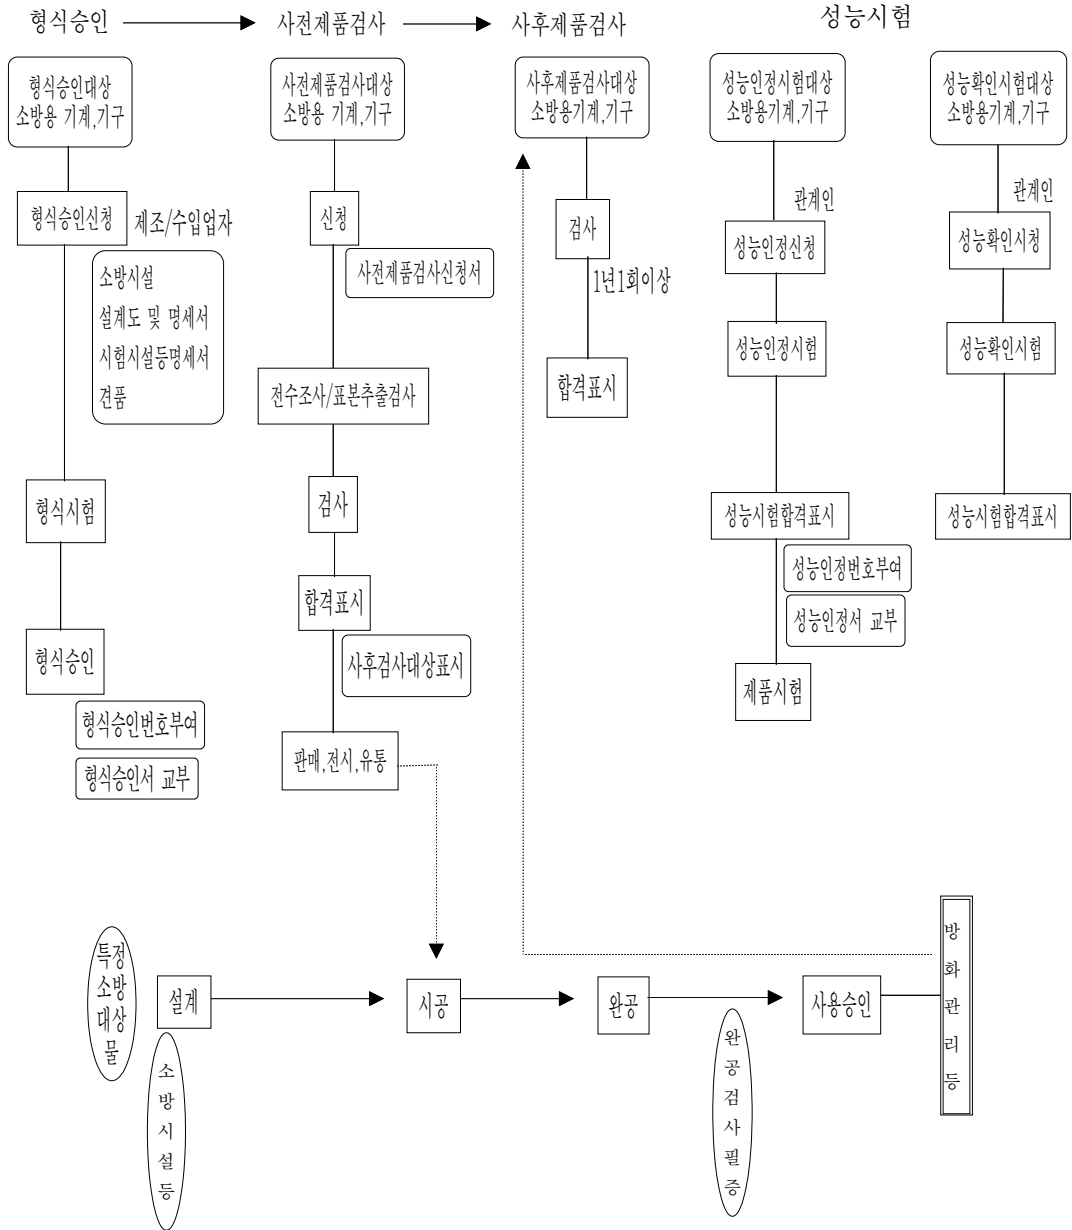 형식승인
사전제품검사
사후제품검사
성능시험
형식승인대상
소방용 기계,기구
형식승인신청
제조/수입업자
소방시설
설계도 및 명세서
시험시설등명세서
견품
형식시험
형식승인
형식승인번호부여
형식승인서 교부
사전제품검사대상
소방용 기계,기구
신청
사전제품검사신청서
전수조사/표본추출검사
검사
합격표시
사후검사대상표시
판매,전시,유통
사후제품검사대상
소방용기계,기구
검사
1년1회이상
합격표시
성능인정시험대상
소방용기계,기구
관계인
성능인정신청
성능인정시험
성능시험합격표시
성능인정번호부여
성능인정서 교부
제품시험
성능확인시험대상
소방용기계,기구
관계인
성능확인시청
성능확인시험
성능시험합격표시
특정
소방
대상
물
설계
소방시설등
시공
완공
완공검사필증
사용승인
방화관리등